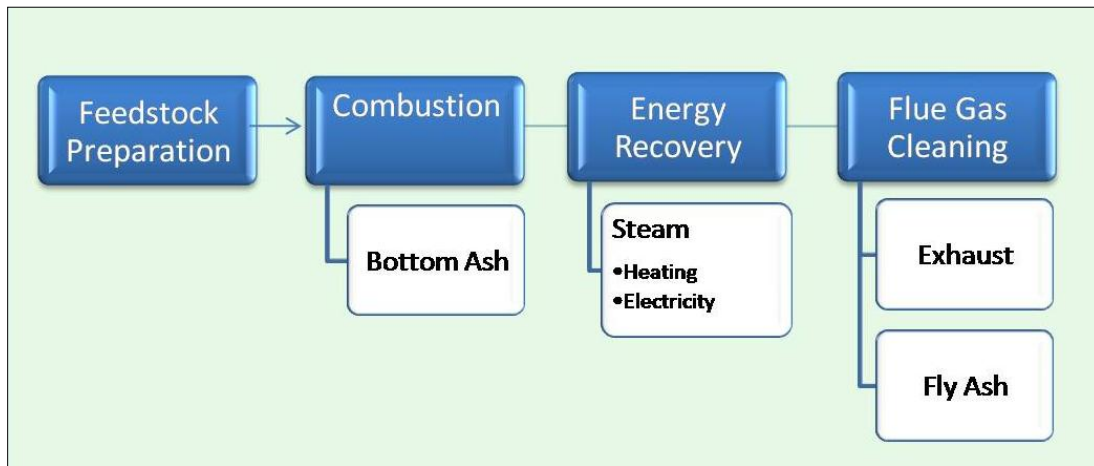 Feedstock
Preparation
Combustion
Energy
Recovery
Flue Gas
Cleaning
Bottom Ash
Steam
•Heating
•Electricity
Exhaust
Fly Ash